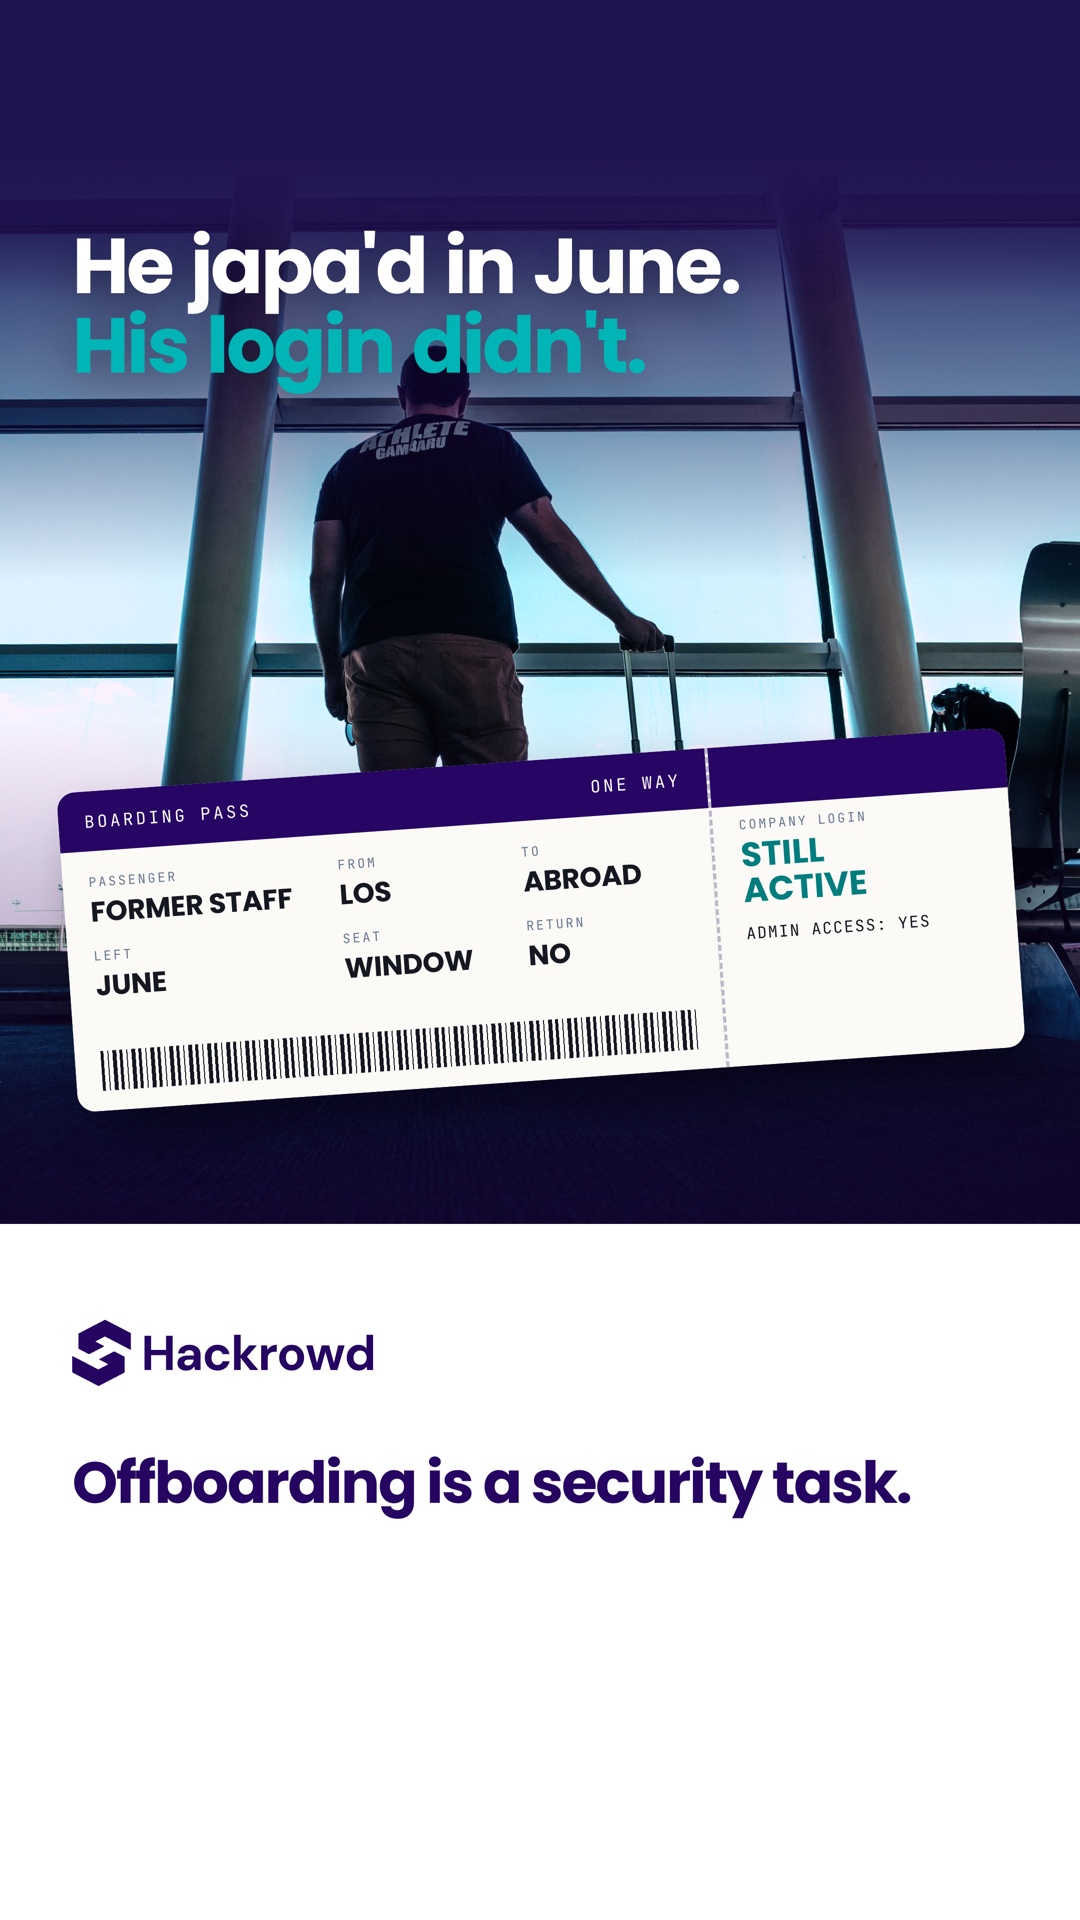 He japa'd in June.
His login didn't.
ATHLETE
GAMBARU
BOARDING PASS
ONE WAY
PASSENGER
FORMER STAFF
FROM
LOS
TO
ABROAD
LEFT
JUNE
SEAT
WINDOW
RETURN
NO
COMPANY LOGIN
STILL
ACTIVE
ADMIN ACCESS: YES
Hackrowd
Offboarding is a security task.